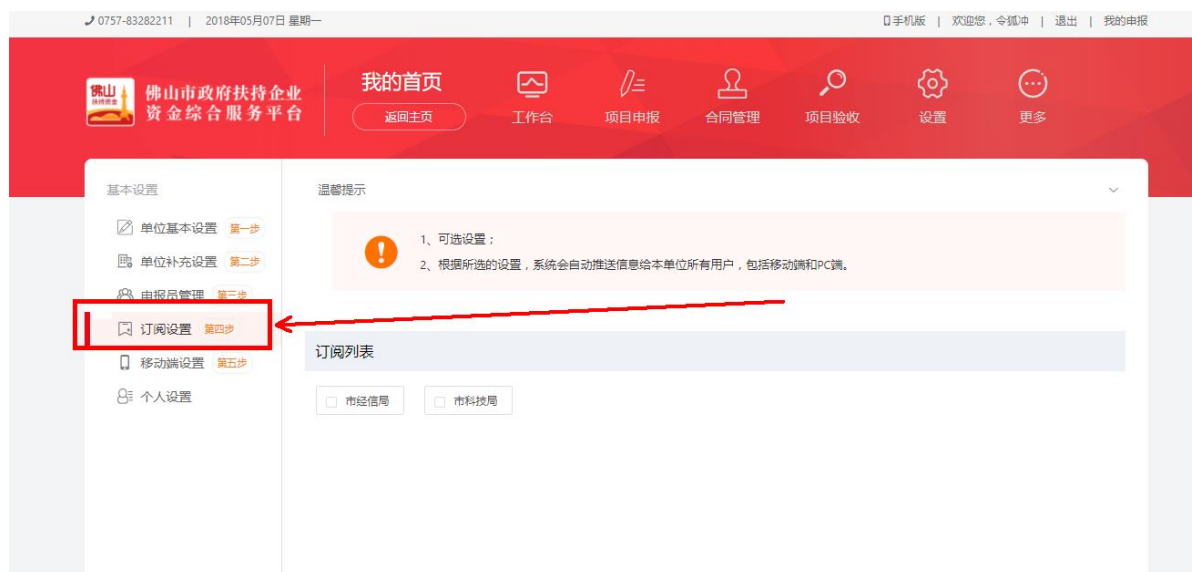 0757-83282211 | 2018年05月07日 星期一
手机版 | 欢迎您，令狐冲 | 退出 | 我的申报
佛山
扶持资金
佛山市政府扶持企业
资金综合服务平台
我的首页
返回主页
工作台
项目申报
合同管理
项目验收
设置
更多
基本设置
单位基本设置 第一步
单位补充设置 第二步
申报员管理 第三步
订阅设置 第四步
移动端设置 第五步
个人设置
温馨提示
1、可选设置；
2、根据所选的设置，系统会自动推送信息给本单位所有用户，包括移动端和PC端。
订阅列表
市经信局
市科技局